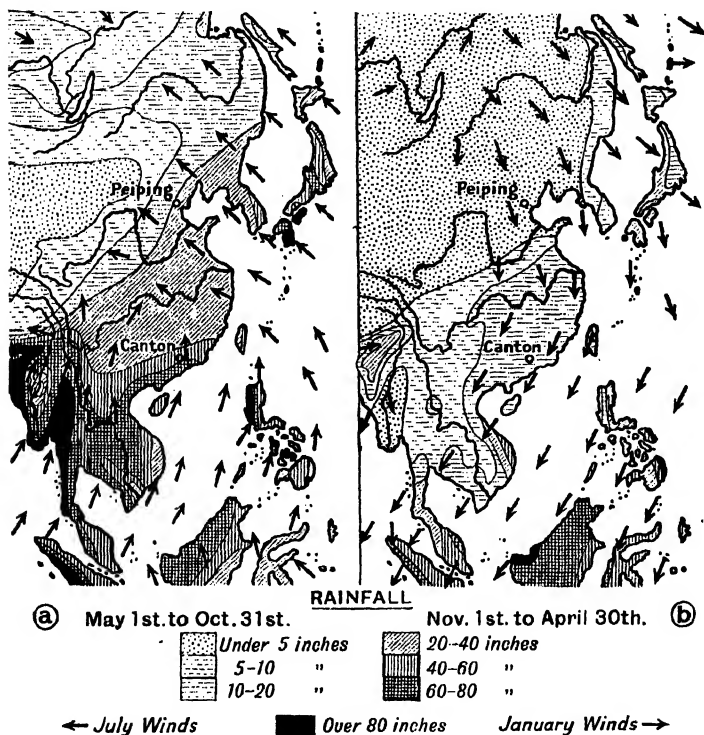 Peiping
Canton
Peiping
Canton
RAINFALL
ⓐ May 1st. to Oct. 31st. Nov. 1st. to April 30th. ⓑ
Under 5 inches 20–40 inches
5–10 " 40–60 "
10–20 " 60–80 "
← July Winds Over 80 inches January Winds →